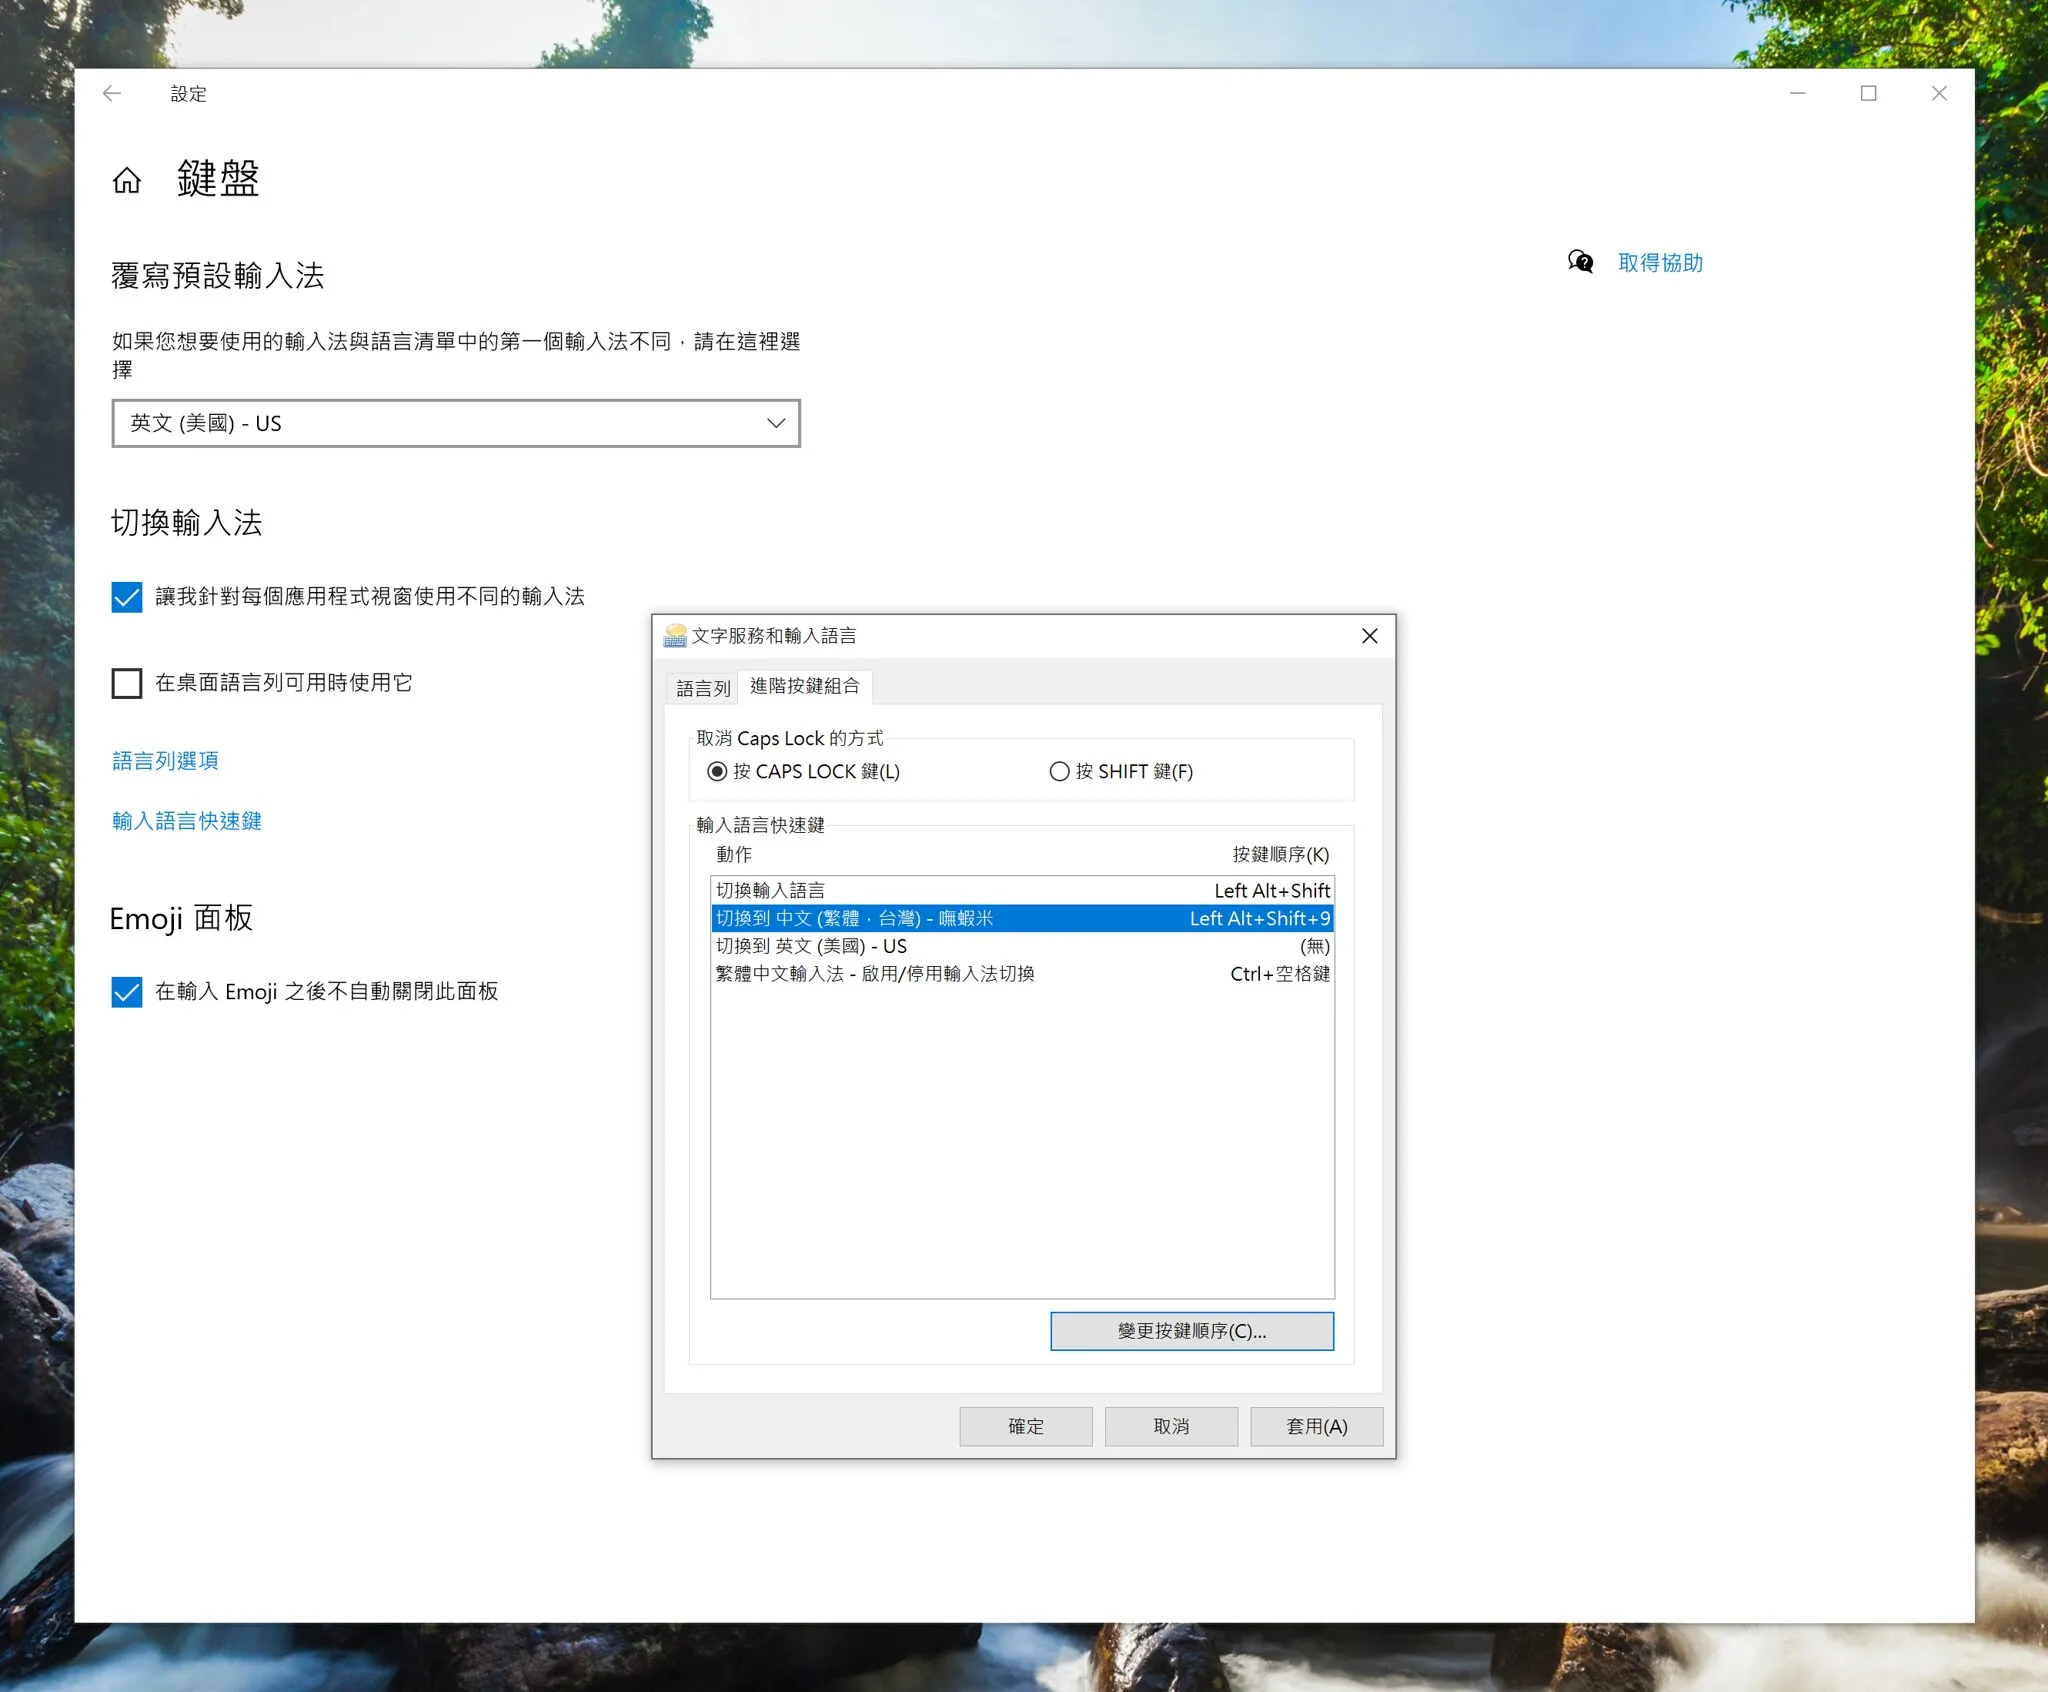 設定
鍵盤
覆寫預設輸入法
取得協助
如果您想要使用的輸入法與語言清單中的第一個輸入法不同，請在這裡選
擇
英文 (美國) - US
切換輸入法
讓我針對每個應用程式視窗使用不同的輸入法
在桌面語言列可用時使用它
語言列選項
輸入語言快速鍵
Emoji 面板
在輸入 Emoji 之後不自動關閉此面板
文字服務和輸入語言
語言列 進階按鍵組合
取消 Caps Lock 的方式
按 CAPS LOCK 鍵(L) 按 SHIFT 鍵(F)
輸入語言快速鍵
動作 按鍵順序(K)
切換輸入語言 Left Alt+Shift
切換到 中文 (繁體，台灣) - 嘸蝦米 Left Alt+Shift+9
切換到 英文 (美國) - US (無)
繁體中文輸入法 - 啟用/停用輸入法切換 Ctrl+空格鍵
變更按鍵順序(C)...
確定 取消 套用(A)